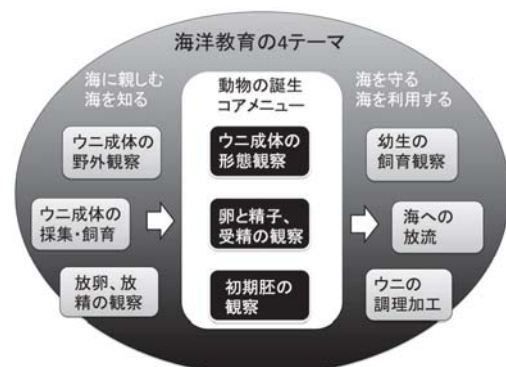 海洋教育の4テーマ
海に親しむ
海を知る
ウニ成体の
野外観察
ウニ成体の
採集・飼育
放卵、放
精の観察
動物の誕生
コアメニュー
ウニ成体の
形態観察
卵と精子、
受精の観察
初期胚の
観察
海を守る
海を利用する
幼生の
飼育観察
海への
放流
ウニの
調理加工